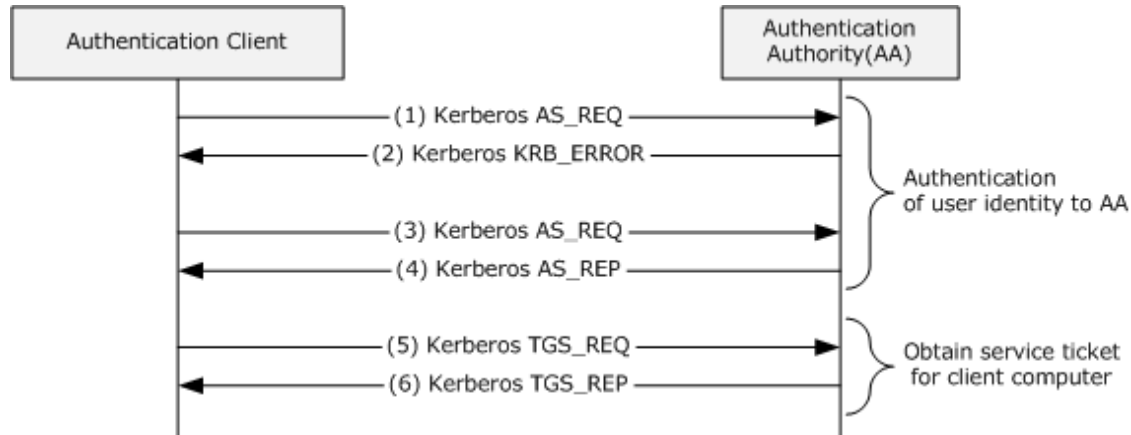 Authentication Client
Authentication
Authority(AA)
(1) Kerberos AS_REQ
(2) Kerberos KRB_ERROR
(3) Kerberos AS_REQ
(4) Kerberos AS_REP
Authentication
of user identity to AA
(5) Kerberos TGS_REQ
(6) Kerberos TGS_REP
Obtain service ticket
for client computer